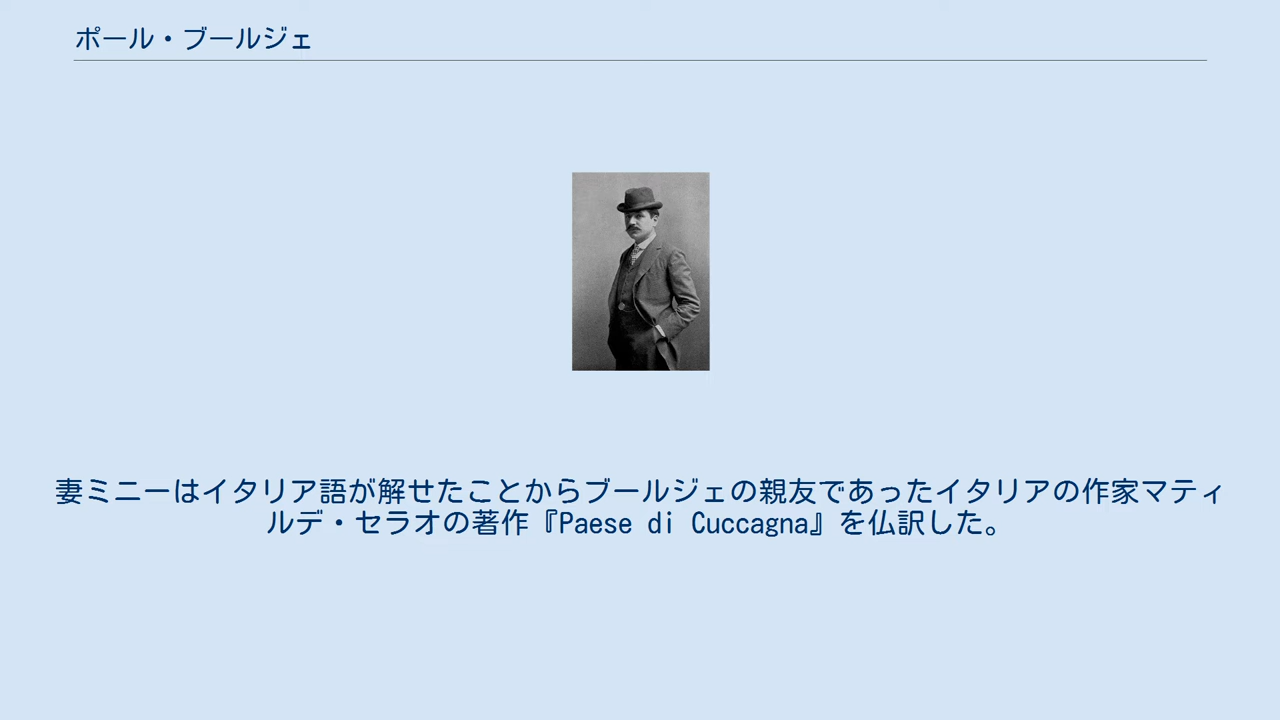 ポール・ブールジェ
妻ミニーはイタリア語が解せたことからブールジェの親友であったイタリアの作家マティ
ルデ・セラオの著作『Paese di Cuccagna』を仏訳した。